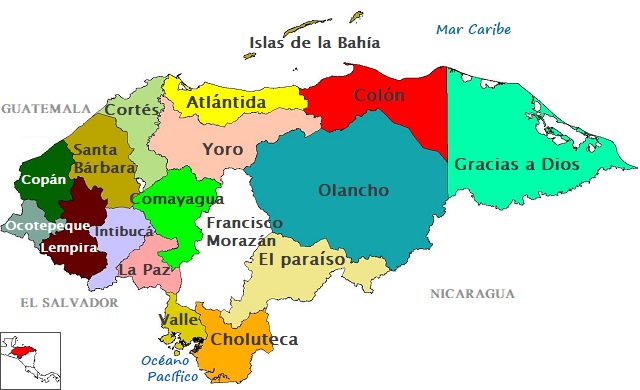 Islas de la Bahía
Mar Caribe
GUATEMALA
Cortés
Atlántida
Colón
Santa
Bárbara
Yoro
Gracias a Dios
Copán
Olancho
Comayagua
Ocotepeque
Intibucá
Francisco
Morazán
Lempira
La Paz
El paraíso
EL SALVADOR
NICARAGUA
Valle
Choluteca
Océano
Pacífico